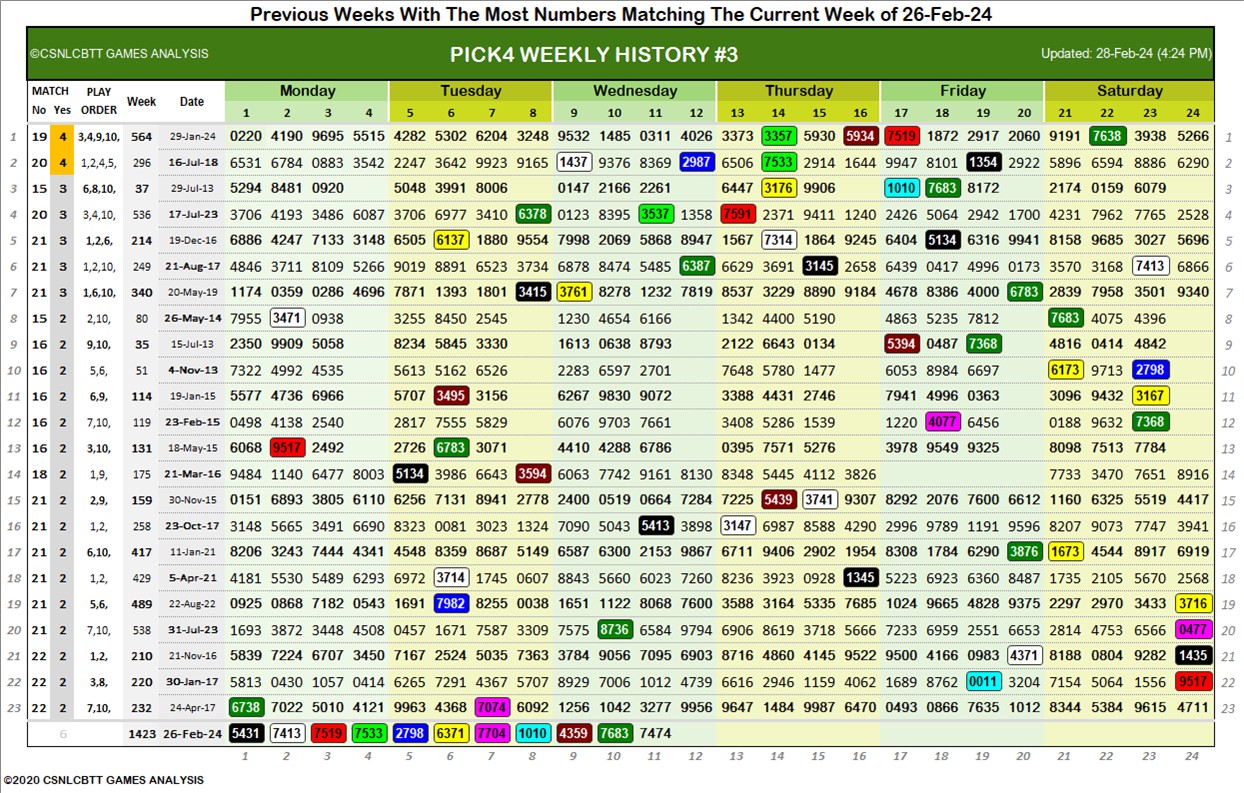 Previous Weeks With The Most Numbers Matching The Current Week of 26-Feb-24
©CSNLCBTT GAMES ANALYSIS PICK4 WEEKLY HISTORY #3 Updated: 28-Feb-24 (4:24 PM)
MATCH PLAY Week Date Monday Tuesday Wednesday Thursday Friday Saturday
No Yes ORDER 1 2 3 4 5 6 7 8 9 10 11 12 13 14 15 16 17 18 19 20 21 22 23 24
1 19 4 3,4,9,10, 564 29-Jan-24 0220 4190 9695 5515 4282 5302 6204 3248 9532 1485 0311 4026 3373 3357 5930 5934 7519 1872 2917 2060 9191 7638 3938 5266 1
2 20 4 1,2,4,5, 296 16-Jul-18 6531 6784 0883 3542 2247 3642 9923 9165 1437 9376 8369 2987 6506 7533 2914 1644 9947 8101 1354 2922 5896 6594 8886 6290 2
3 15 3 6,8,10, 37 29-Jul-13 5294 8481 0920 5048 3991 8006 0147 2166 2261 6447 3176 9906 1010 7683 8172 2174 0159 6079 3
4 20 3 3,4,10, 536 17-Jul-23 3706 4193 3486 6087 3706 6977 3410 6378 0123 8395 3537 1358 7591 2371 9411 1240 2426 5064 2942 1700 4231 7962 7765 2528 4
5 21 3 1,2,6, 214 19-Dec-16 6886 4247 7133 3148 6505 6137 1880 9554 7998 2069 5868 8947 1567 7314 1864 9245 6404 5134 6316 9941 8158 9685 3027 5696 5
6 21 3 1,2,10, 249 21-Aug-17 4846 3711 8109 5266 9019 8891 6523 3734 6878 8474 5485 6387 6629 3691 3145 2658 6439 0417 4996 0173 3570 3168 7413 6866 6
7 21 3 1,6,10, 340 20-May-19 1174 0359 0286 4696 7871 1393 1801 3415 3761 8278 1232 7819 8537 3229 8890 9184 4678 8386 4000 6783 2839 7958 3501 9340 7
8 15 2 2,10, 80 26-May-14 7955 3471 0938 3255 8450 2545 1230 4654 6166 1342 4400 5190 4863 5235 7812 7683 4075 4396 8
9 16 2 9,10, 35 15-Jul-13 2350 9909 5058 8234 5845 3330 1613 0638 8793 2122 6643 0134 5394 0487 7368 4816 0414 4842 9
10 16 2 5,6, 51 4-Nov-13 7322 4992 4535 5613 5162 6526 2283 6597 2701 7648 5780 1477 6053 8984 6697 6173 9713 2798 10
11 16 2 6,9, 114 19-Jan-15 5577 4736 6966 5707 3495 3156 6267 9830 9072 3388 4431 2746 7941 4996 0363 3096 9432 3167 11
12 16 2 7,10, 119 23-Feb-15 0498 4138 2540 2817 7555 5829 6076 9703 7661 3408 5286 1539 1220 4077 6456 0188 9632 7368 12
13 16 2 3,10, 131 18-May-15 6068 9517 2492 2726 6783 3071 4410 4288 6786 0395 7571 5276 3978 9549 9325 8098 7513 7784 13
14 18 2 1,9, 175 21-Mar-16 9484 1140 6477 8003 5134 3986 6643 3594 6063 7742 9161 8130 8348 5445 4112 3826 7733 3470 7651 8916 14
15 21 2 2,9, 159 30-Nov-15 0151 6893 3805 6110 6256 7131 8941 2778 2400 0519 0664 7284 7225 5439 3741 9307 8292 2076 7600 6612 1160 6325 5519 4417 15
16 21 2 1,2, 258 23-Oct-17 3148 5665 3491 6690 8323 0081 3023 1324 7090 5043 5413 3898 3147 6987 8588 4290 2996 9789 1191 9596 8207 9073 7747 3941 16
17 21 2 6,10, 417 11-Jan-21 8206 3243 7444 4341 4548 8359 8687 5149 6587 6300 2153 9867 6711 9406 2902 1954 8308 1784 6290 3876 1673 4544 8917 6919 17
18 21 2 1,2, 429 5-Apr-21 4181 5530 5489 6293 6972 3714 1745 0607 8843 5660 6023 7260 8236 3923 0928 1345 5223 6923 6360 8487 1735 2105 5670 2568 18
19 21 2 5,6, 489 22-Aug-22 0925 0868 7182 0543 1691 7982 8255 0038 1651 1122 8068 7600 3588 3164 5335 7685 1024 9665 4828 9375 2297 2970 3433 3716 19
20 21 2 7,10, 538 31-Jul-23 1693 3872 3448 4508 0457 1671 7853 3309 7575 8736 6584 0794 6906 8619 3718 5666 7233 6959 2551 6653 2814 4753 6566 0477 20
21 22 2 1,2, 210 21-Nov-16 5839 7224 6707 3450 7167 2524 5955 7363 3784 9056 7095 6903 8716 4860 4145 9522 9500 4166 0983 4371 8188 0804 9282 1435 21
22 22 2 3,8, 220 30-Jan-17 5813 0430 1057 0414 6265 7291 4367 5707 8929 7006 1012 4739 6616 2946 1159 4062 1689 8762 0011 3204 7154 5064 1556 9517 22
23 22 2 7,10, 232 24-Apr-17 6738 7022 5010 4121 9963 4368 7074 6092 1256 1042 3277 9956 9647 1484 9987 6470 0493 0866 7635 1012 8344 5384 9615 4711 23
6 1423 26-Feb-24 5431 7413 7519 7533 2798 6371 7704 1010 4359 7683 7474
1 2 3 4 5 6 7 8 9 10 11 12 13 14 15 16 17 18 19 20 21 22 23 24
©2020 CSNLCBTT GAMES ANALYSIS